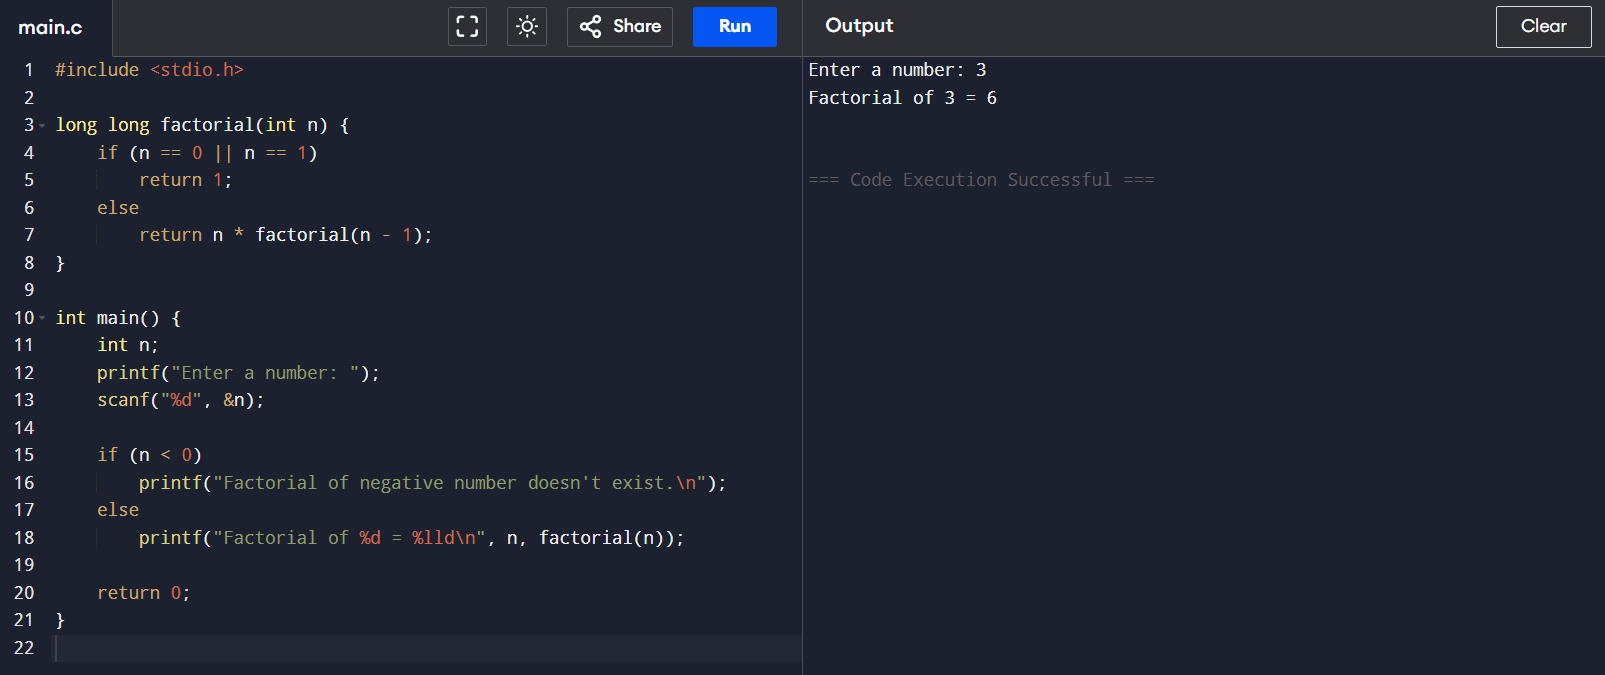 main.c
Share
Run
Output
Clear
1 #include <stdio.h>
2
3 long long factorial(int n) {
4     if (n == 0 || n == 1)
5         return 1;
6     else
7         return n * factorial(n - 1);
8 }
9
10 int main() {
11     int n;
12     printf("Enter a number: ");
13     scanf("%d", &n);
14
15     if (n < 0)
16         printf("Factorial of negative number doesn't exist.\n");
17     else
18         printf("Factorial of %d = %lld\n", n, factorial(n));
19
20     return 0;
21 }
22
Enter a number: 3
Factorial of 3 = 6
=== Code Execution Successful ===